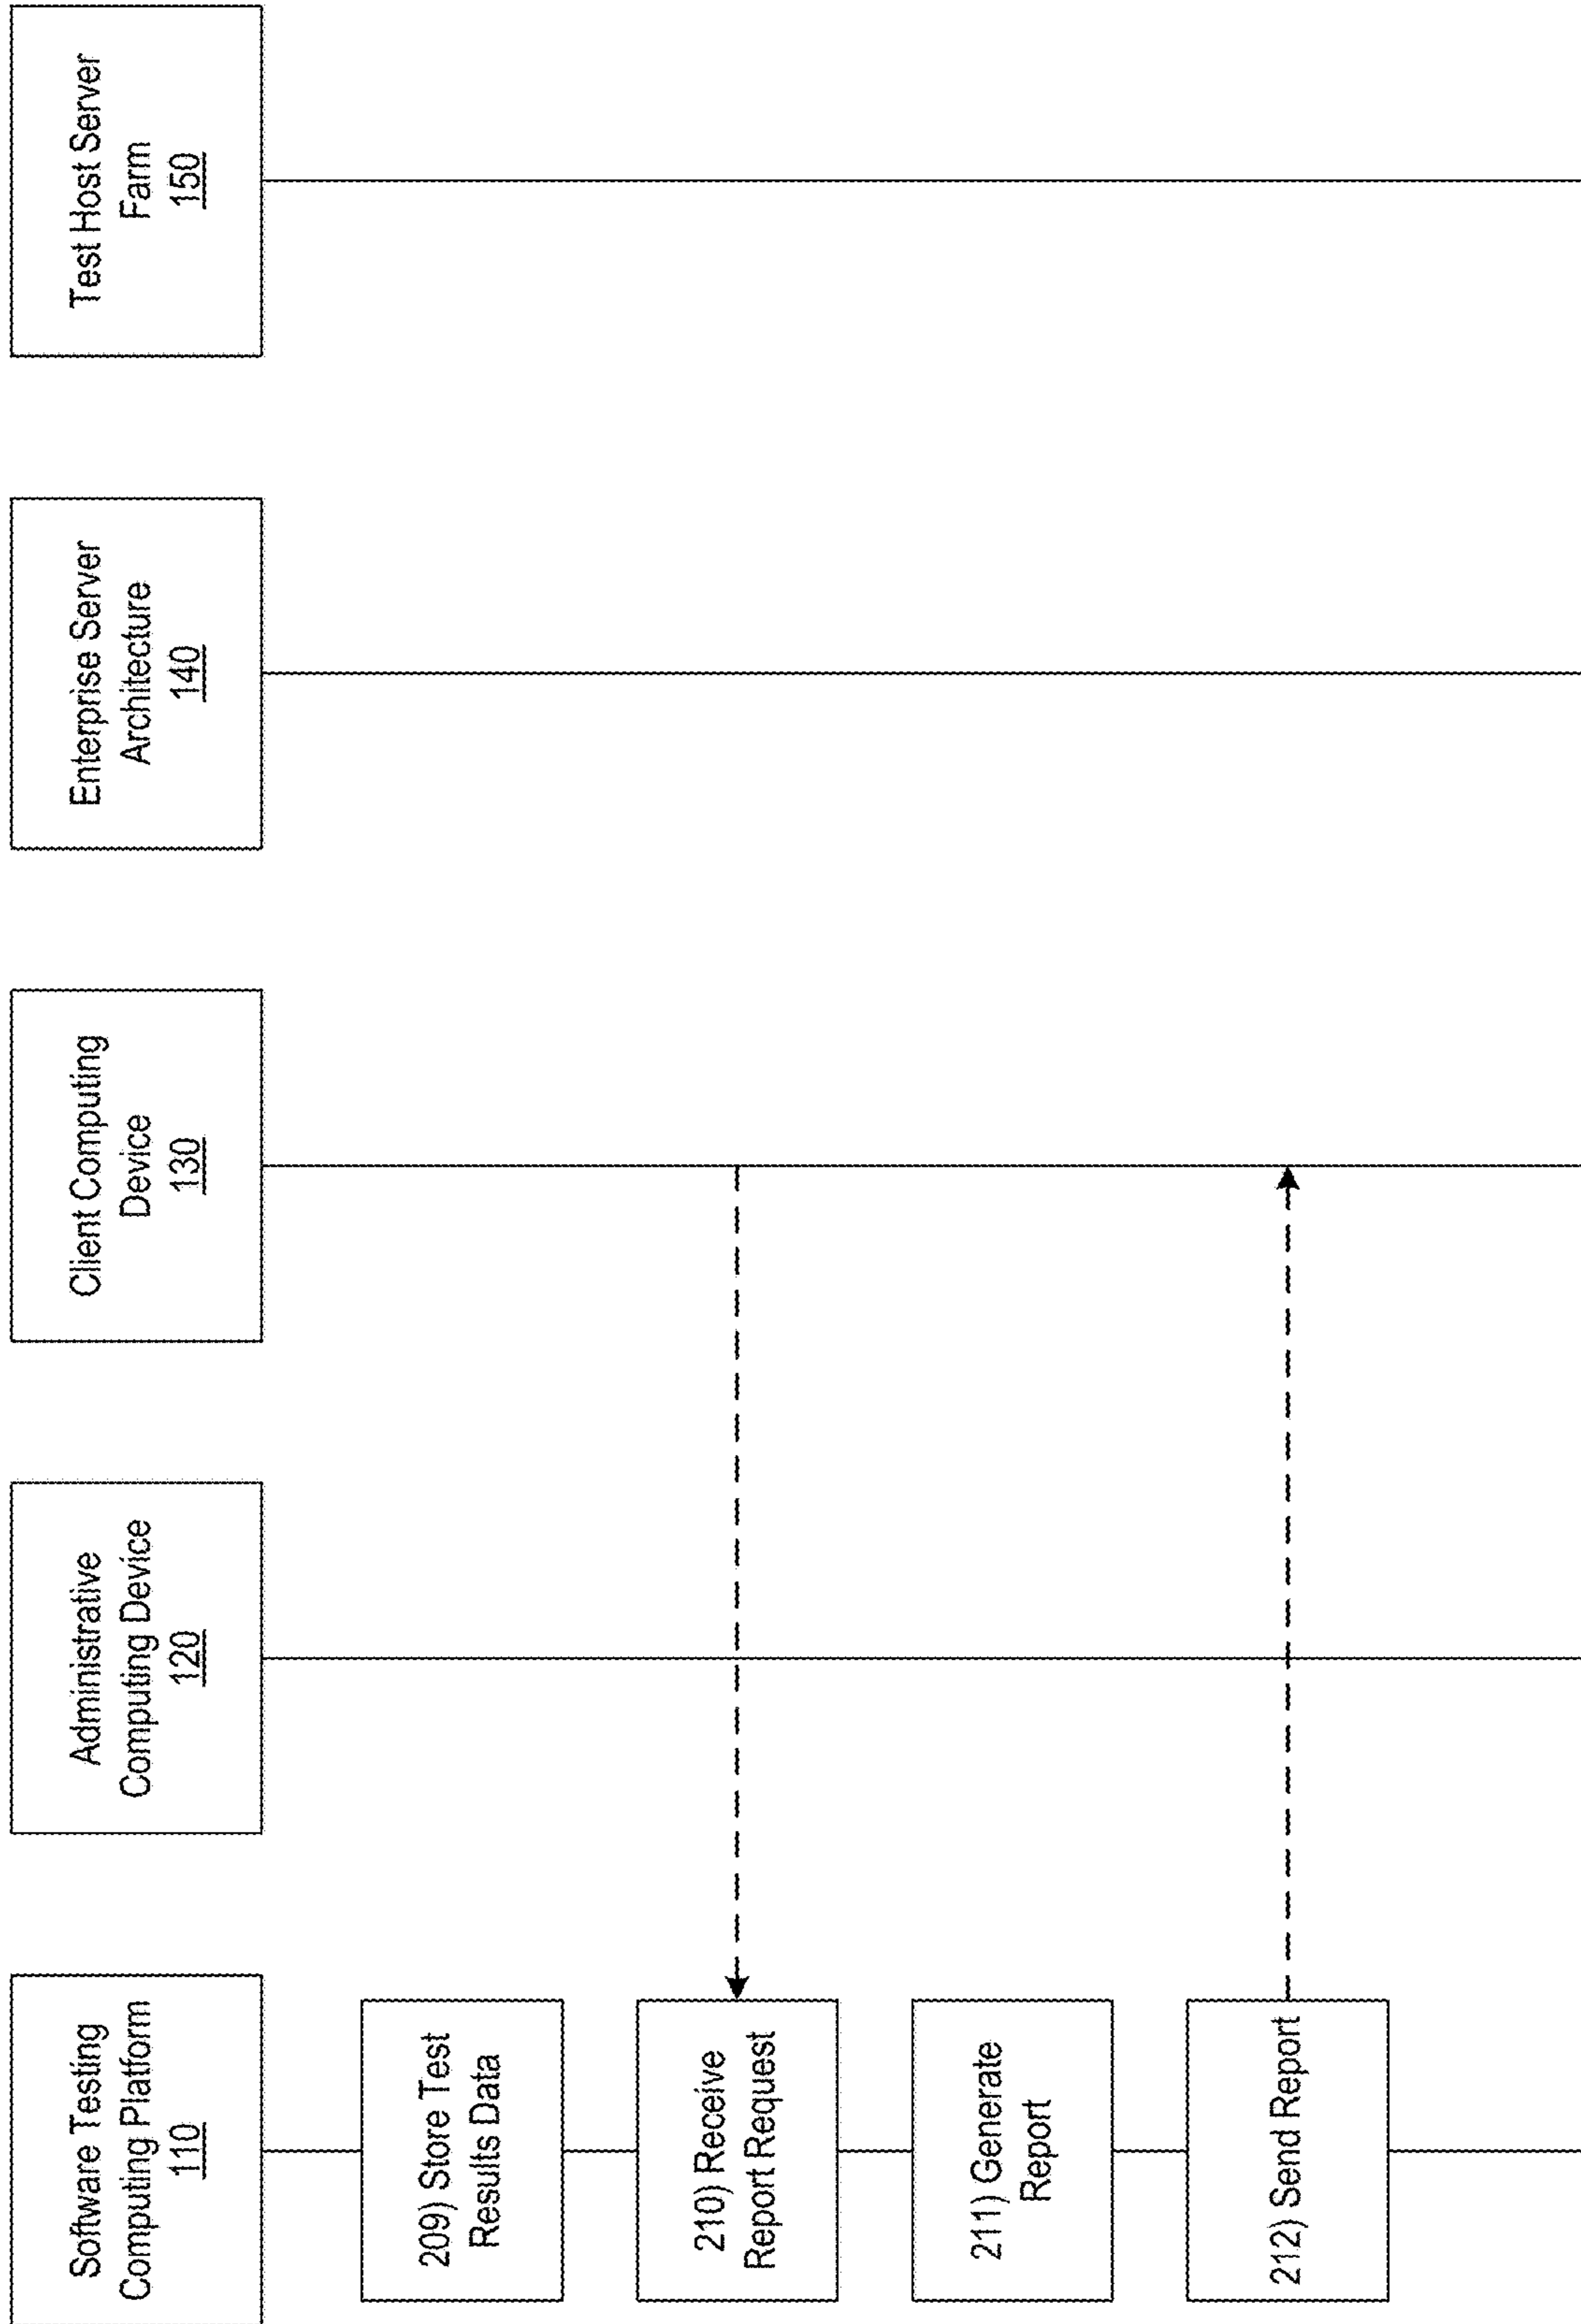 Software Testing
Computing Platform
110
Administrative
Computing Device
120
Client Computing
Device
130
Enterprise Server
Architecture
140
Test Host Server
Farm
150
209) Store Test
Results Data
210) Receive
Report Request
211) Generate
Report
212) Send Report